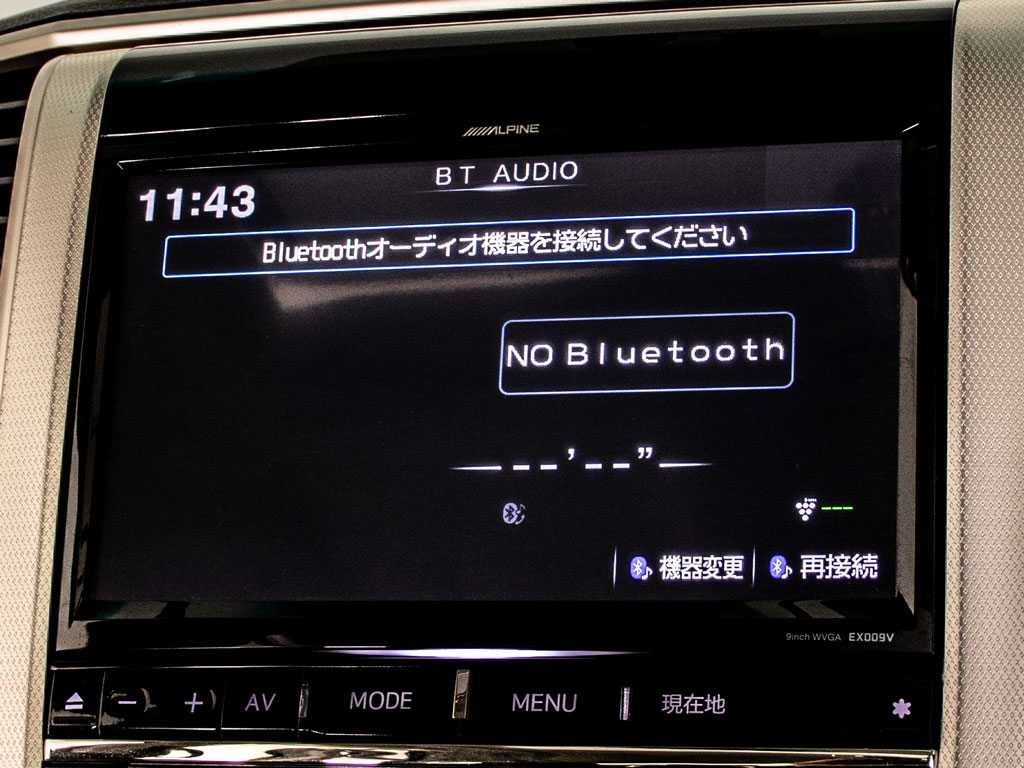 ALPINE
BT AUDIO
11:43
Bluetoothオーディオ機器を接続してください
NO Bluetooth
--'--”
---
機器変更 再接続
9inch WVGA EX009V
− + AV MODE MENU 現在地